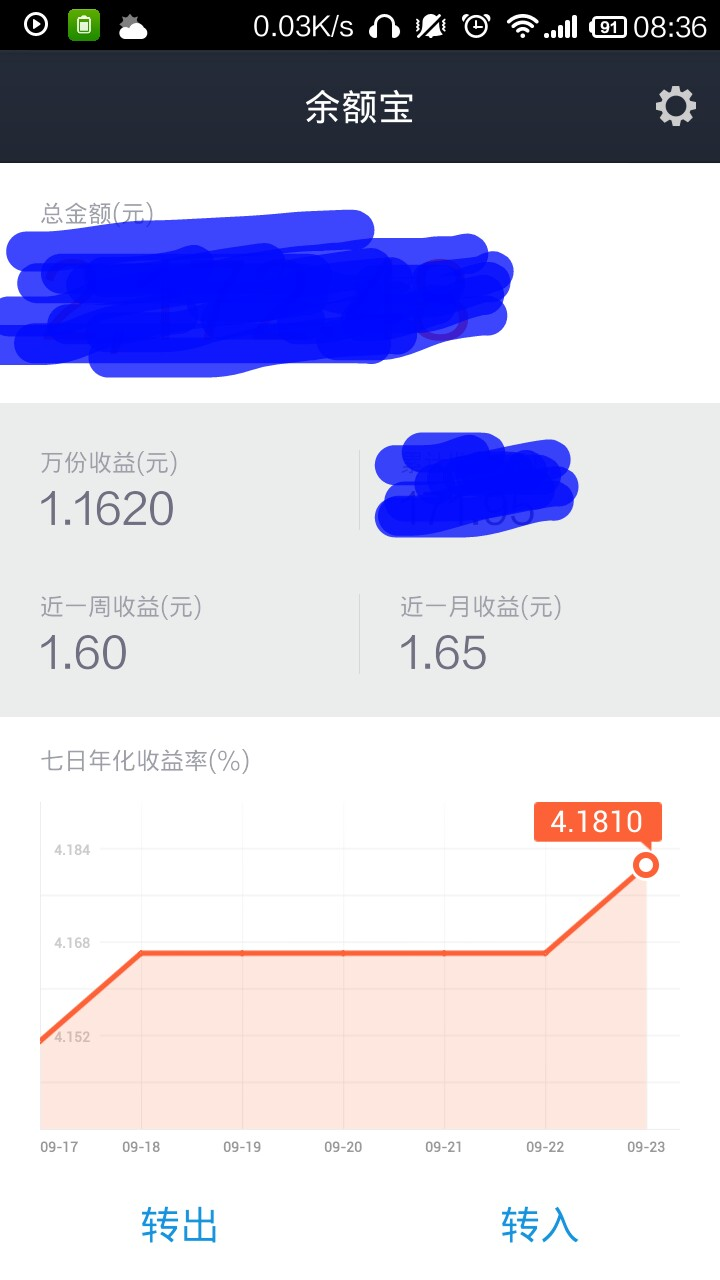 0.03K/s 91 08:36
余额宝
总金额(元)
万份收益(元)
1.1620
近一周收益(元) 近一月收益(元)
1.60 1.65
七日年化收益率(%)
4.1810
4.184
4.168
4.152
09-17 09-18 09-19 09-20 09-21 09-22 09-23
转出 转入